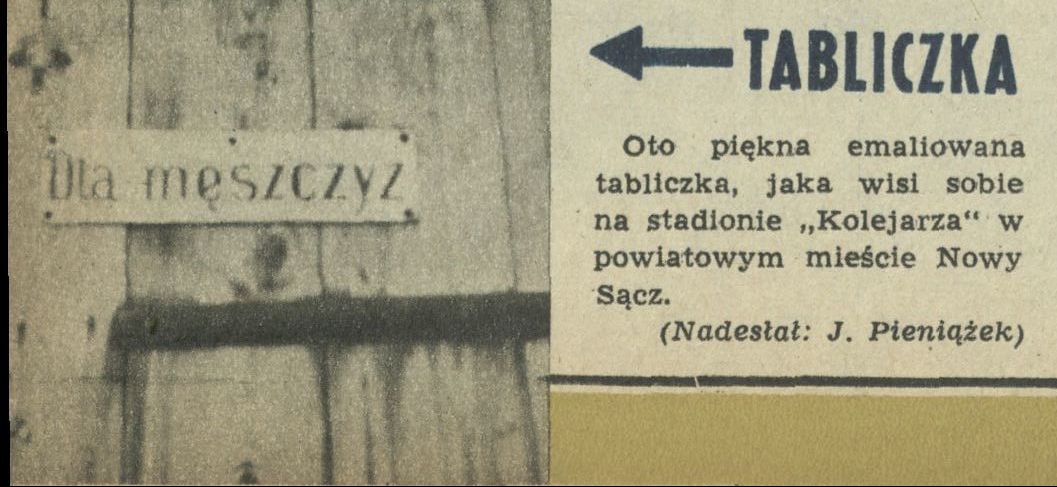 Dla męszczyz
TABLICZKA
Oto piękna emaliowana
tabliczka, jaka wisi sobie
na stadionie „Kolejarza“ w
powiatowym mieście Nowy
Sącz.
(Nadesłał: J. Pieniążek)